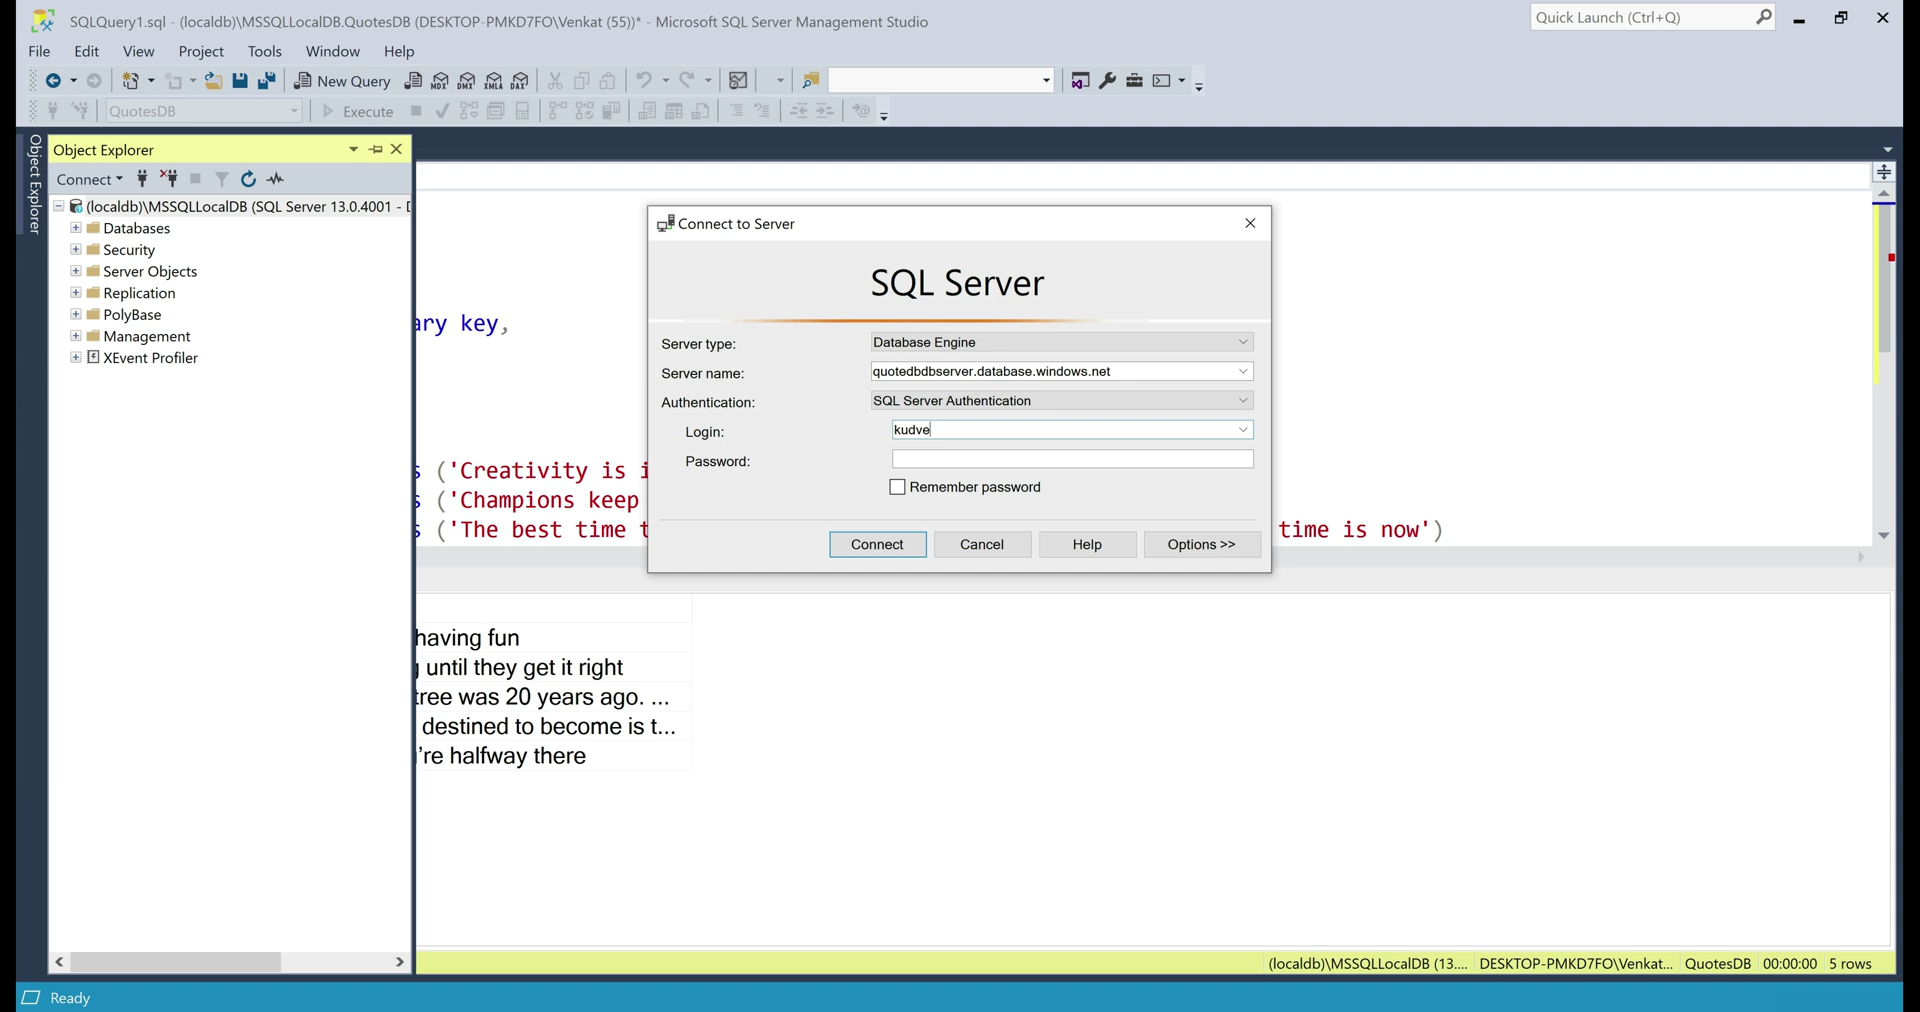 SQLQuery1.sql - (localdb)\MSSQLLocalDB.QuotesDB (DESKTOP-PMKD7FO\Venkat (55))* - Microsoft SQL Server Management Studio
Quick Launch (Ctrl+Q)
File Edit View Project Tools Window Help
New Query MDX DMX XMLA DAX
QuotesDB Execute
Object Explorer
Object Explorer
Connect
(localdb)\MSSQLLocalDB (SQL Server 13.0.4001 - D
Databases
Security
Server Objects
Replication
PolyBase
Management
XEvent Profiler
ary key,
s ('Creativity is i
s ('Champions keep
s ('The best time t
time is now')
Connect to Server
SQL Server
Server type: Database Engine
Server name: quotedbdbserver.database.windows.net
Authentication: SQL Server Authentication
Login: kudve
Password:
Remember password
Connect Cancel Help Options >>
having fun
g until they get it right
tree was 20 years ago. ...
destined to become is t...
're halfway there
(localdb)\MSSQLLocalDB (13.... DESKTOP-PMKD7FO\Venkat... QuotesDB 00:00:00 5 rows
Ready